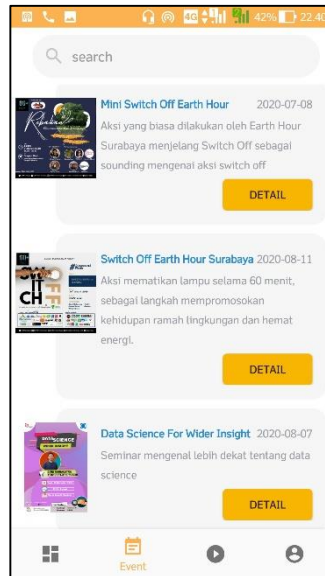 4G 42% 22.40
search
Mini Switch Off Earth Hour 2020-07-08
Aksi yang biasa dilakukan oleh Earth Hour
Surabaya menjelang Switch Off sebagai
sounding mengenai aksi switch off
DETAIL
Switch Off Earth Hour Surabaya 2020-08-11
Aksi mematikan lampu selama 60 menit,
sebagai langkah mempromosokan
kehidupan ramah lingkungan dan hemat
energi.
DETAIL
SCIENCE
Data Science For Wider Insight 2020-08-07
Seminar mengenal lebih dekat tentang data
science
DETAIL
Event